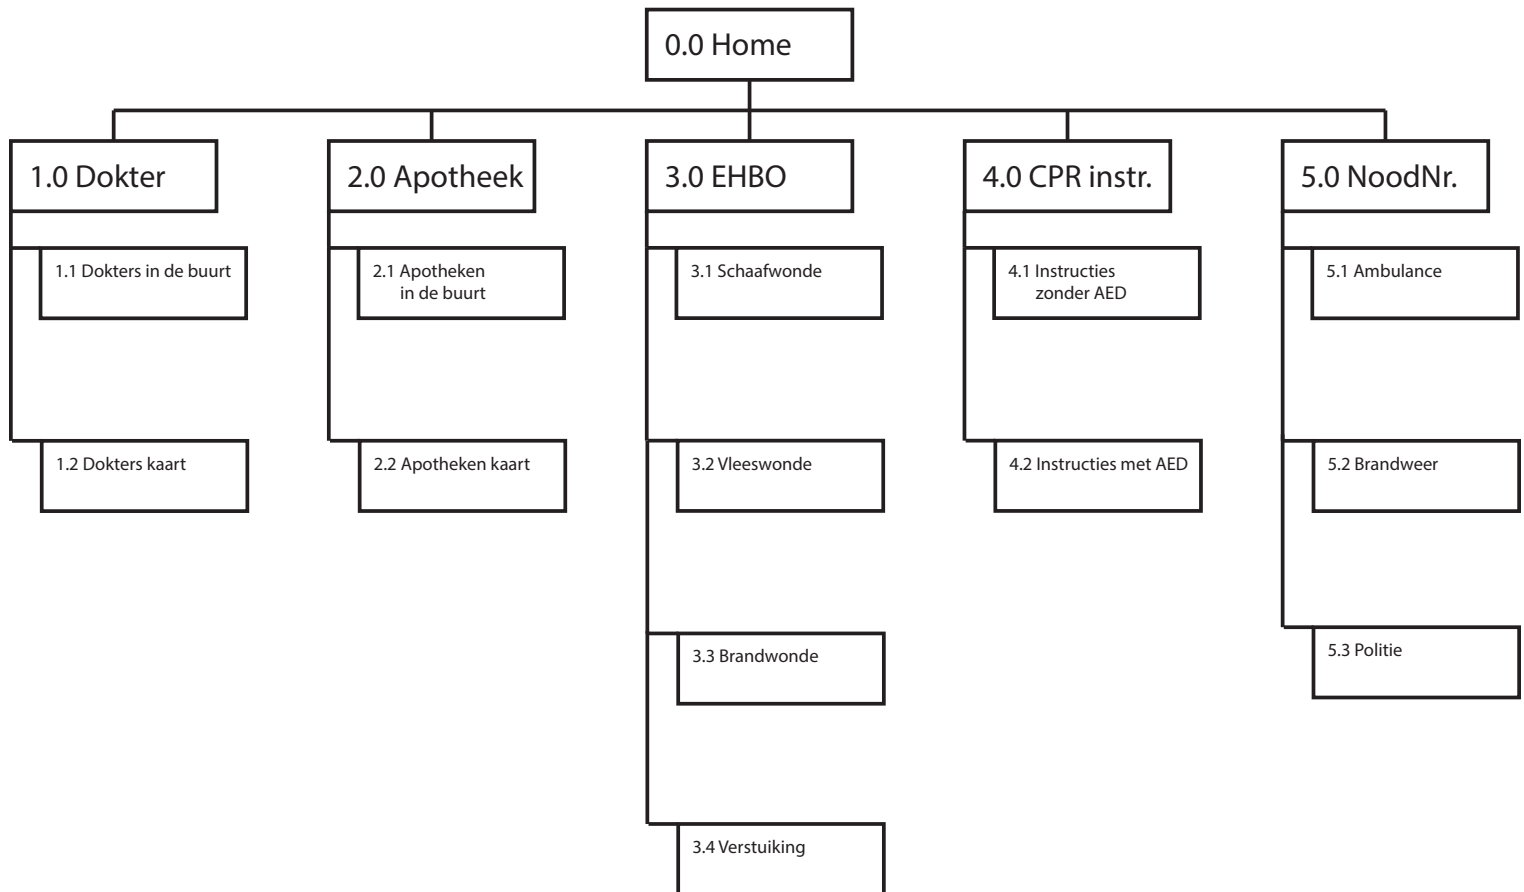 0.0 Home
1.0 Dokter
2.0 Apotheek
3.0 EHBO
4.0 CPR instr.
5.0 NoodNr.
1.1 Dokters in de buurt
2.1 Apotheken
in de buurt
3.1 Schaafwonde
4.1 Instructies
zonder AED
5.1 Ambulance
1.2 Dokters kaart
2.2 Apotheken kaart
3.2 Vleeswonde
4.2 Instructies met AED
5.2 Brandweer
3.3 Brandwonde
5.3 Politie
3.4 Verstuiking